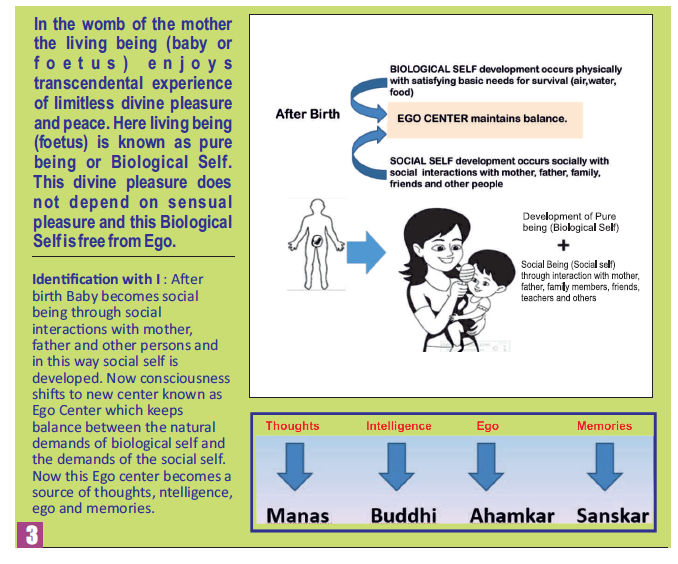 In the womb of the mother
the living being (baby or
foetus) enjoys
transcendental experience
of limitless divine pleasure
and peace. Here living being
(foetus) is known as pure
being or Biological Self.
This divine pleasure does
not depend on sensual
pleasure and this Biological
Self is free from Ego.
Identification with I : After
birth Baby becomes social
being through social
interactions with mother,
father and other persons and
in this way social self is
developed. Now consciousness
shifts to new center known as
Ego Center which keeps
balance between the natural
demands of biological self and
the demands of the social self.
Now this Ego center becomes a
source of thoughts, ntelligence,
ego and memories.
3
BIOLOGICAL SELF development occurs physically
with satisfying basic needs for survival (air,water,
food)
After Birth
EGO CENTER maintains balance.
SOCIAL SELF development occurs socially with
social interactions with mother, father, family,
friends and other people
Development of Pure
being (Biological Self)
+
Social Being (Social self)
through interaction with mother,
father, family members, friends,
teachers and others
Thoughts Intelligence Ego Memories
Manas Buddhi Ahamkar Sanskar